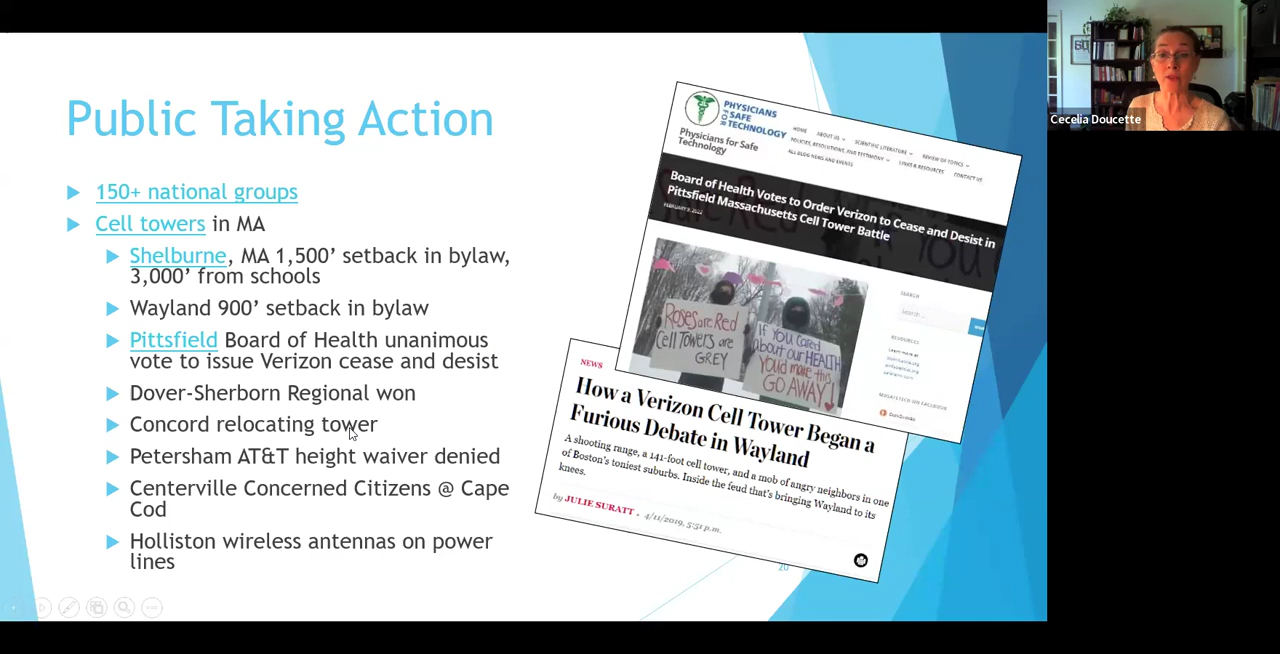 Public Taking Action
150+ national groups
Cell towers in MA
Shelburne, MA 1,500’ setback in bylaw,
3,000’ from schools
Wayland 900’ setback in bylaw
Pittsfield Board of Health unanimous
vote to issue Verizon cease and desist
Dover-Sherborn Regional won
Concord relocating tower
Petersham AT&T height waiver denied
Centerville Concerned Citizens @ Cape
Cod
Holliston wireless antennas on power
lines
PHYSICIANS
FOR SAFE
TECHNOLOGY
Physicians for Safe
Technology
HOME ABOUT US SCIENTIFIC LITERATURE REVIEW OF TOPICS
POLICIES, RESOLUTIONS, AND TESTIMONY LINKS & RESOURCES CONTACT US
ALL BLOG NEWS AND EVENTS
Board of Health Votes to Order Verizon to Cease and Desist in
Pittsfield Massachusetts Cell Tower Battle
FEBRUARY 9, 2022
Roses are Red
Cell Towers are
GREY
If you cared
about our HEALTH
You'd make this
GO AWAY!
SEARCH
Search ...
RESOURCES
Learn more at
NEWS
How a Verizon Cell Tower Began a
Furious Debate in Wayland
A shooting range, a 141-foot cell tower, and a mob of angry neighbors in one
of Boston’s toniest suburbs. Inside the feud that’s bringing Wayland to its
knees.
by JULIE SURATT . 4/11/2019, 5:51 p.m.
20
Cecelia Doucette